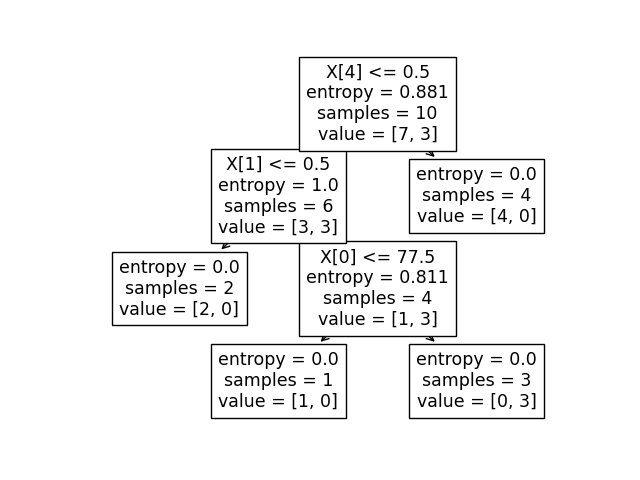 X[4] <= 0.5
entropy = 0.881
samples = 10
value = [7, 3]
X[1] <= 0.5
entropy = 1.0
samples = 6
value = [3, 3]
entropy = 0.0
samples = 4
value = [4, 0]
entropy = 0.0
samples = 2
value = [2, 0]
X[0] <= 77.5
entropy = 0.811
samples = 4
value = [1, 3]
entropy = 0.0
samples = 1
value = [1, 0]
entropy = 0.0
samples = 3
value = [0, 3]